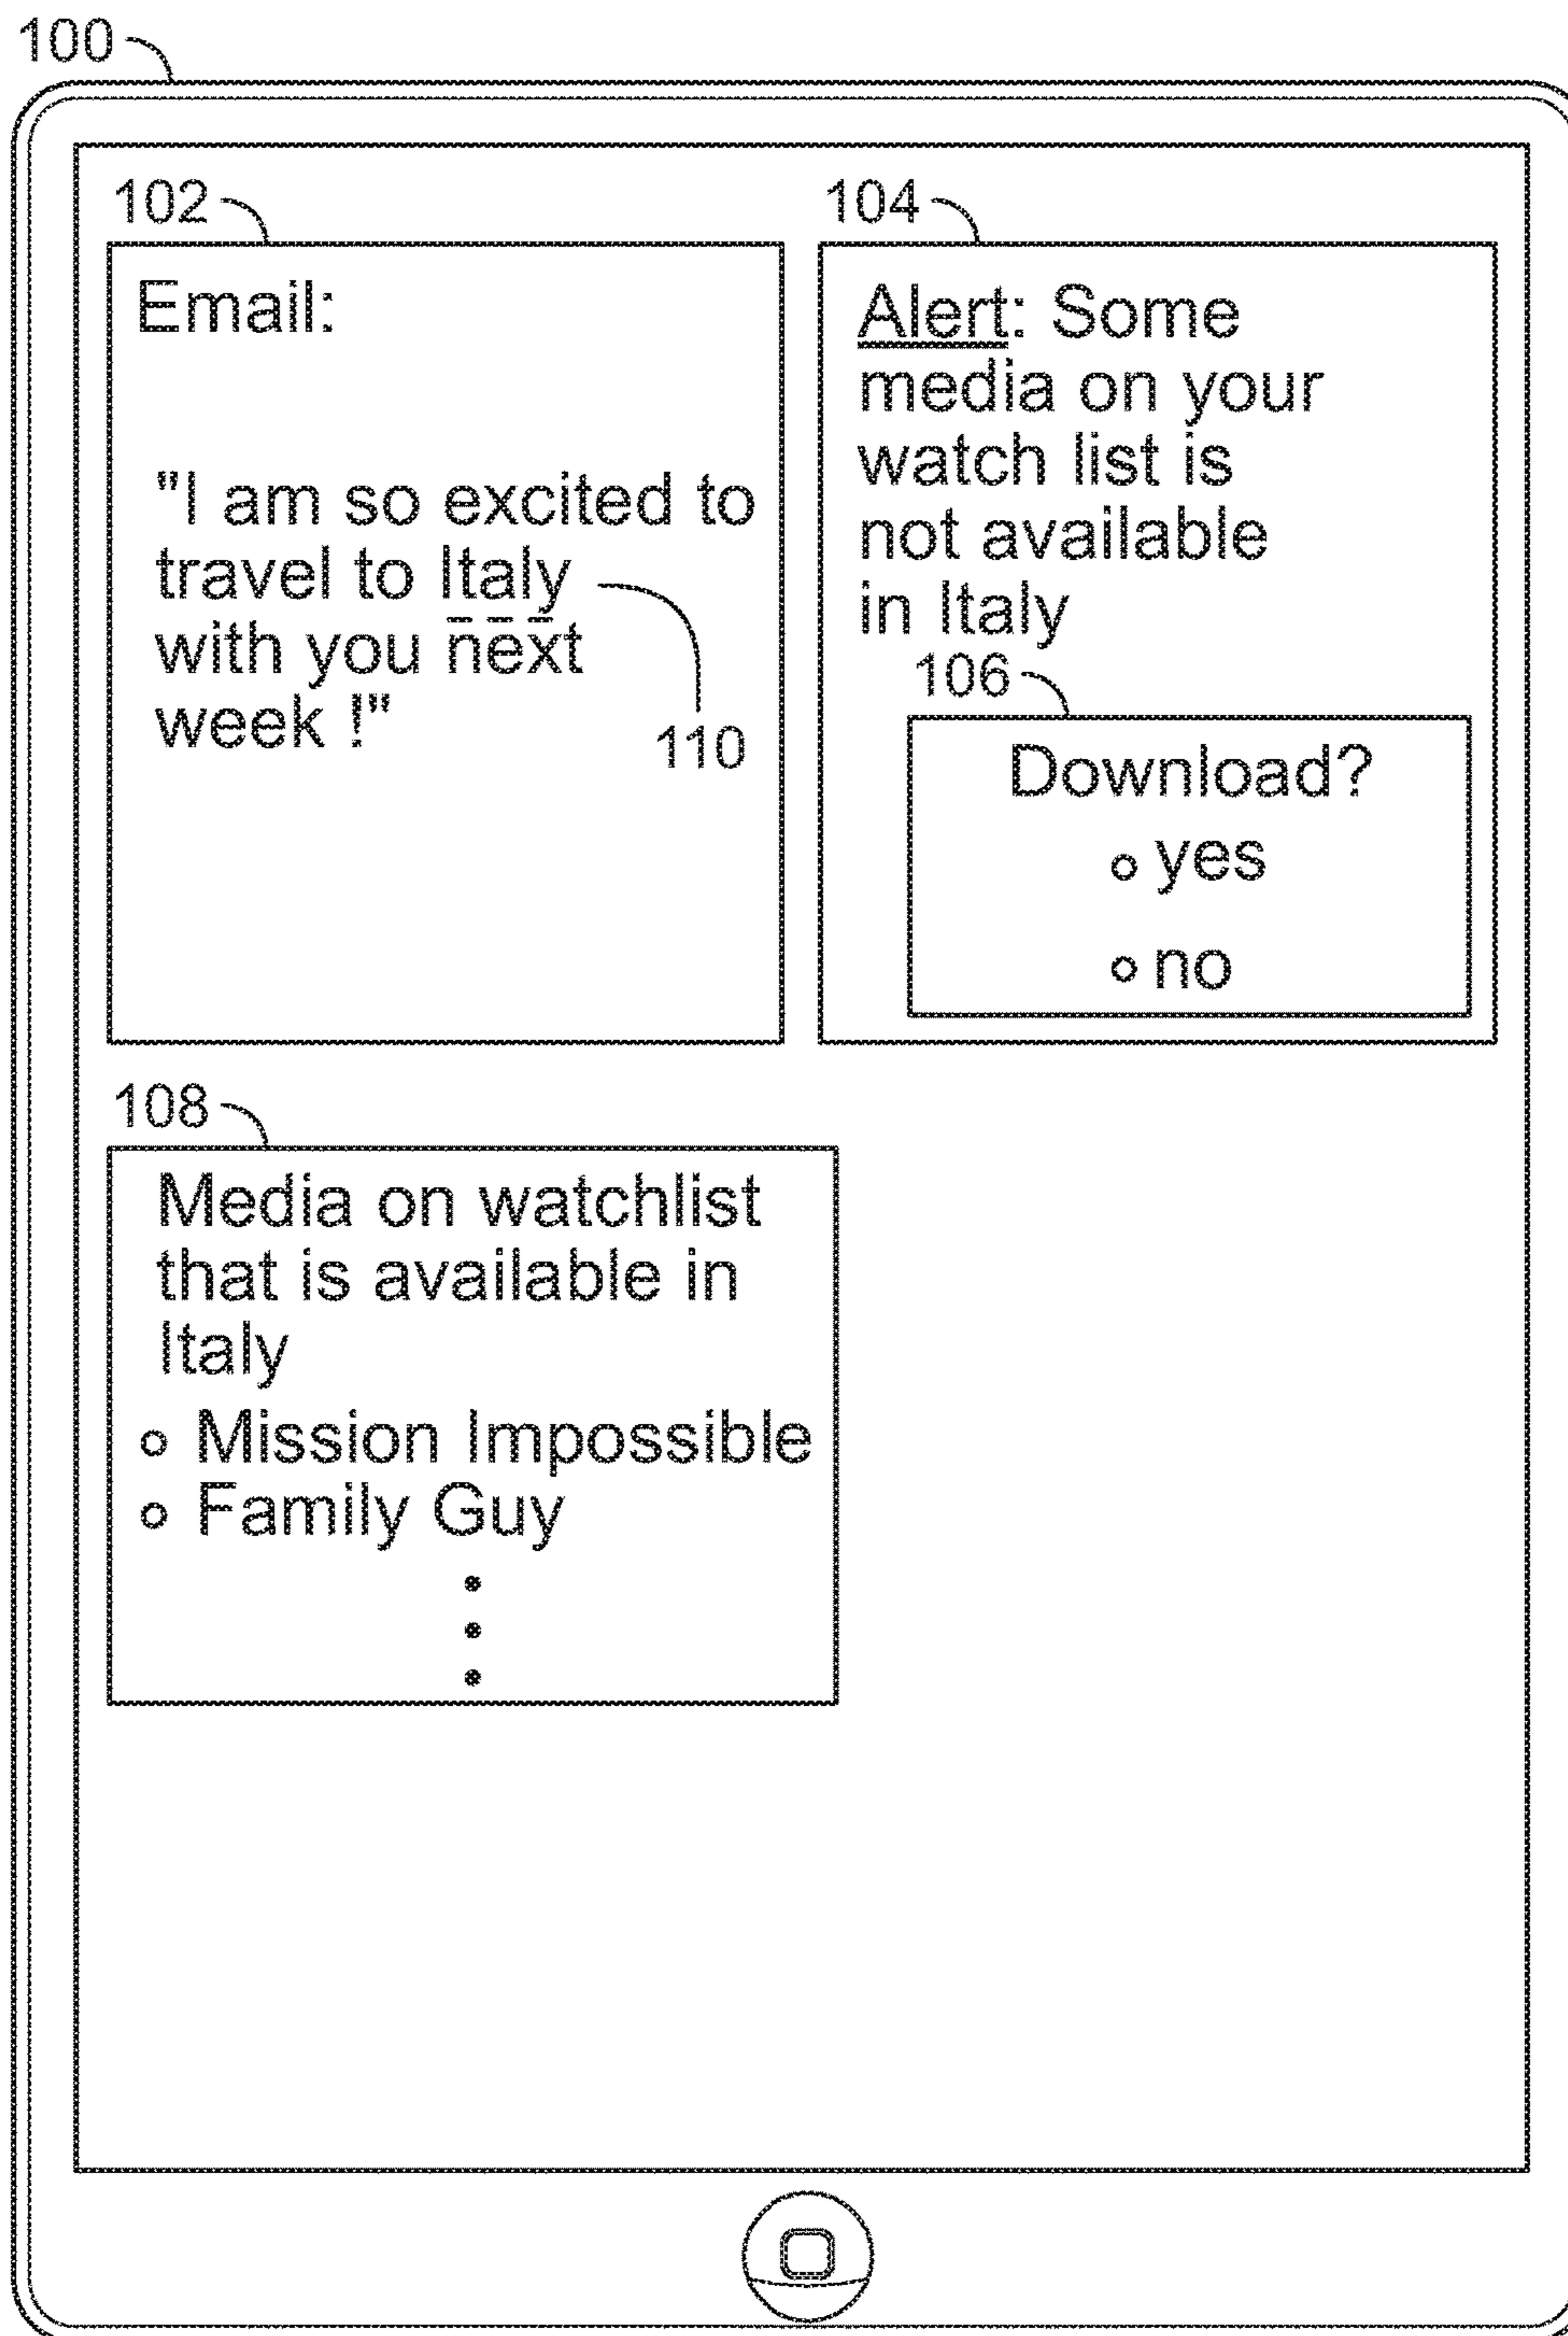 100
102
Email:
"I am so excited to
travel to Italy
with you next
week !"
110
104
Alert: Some
media on your
watch list is
not available
in Italy
106
Download?
yes
no
108
Media on watchlist
that is available in
Italy
Mission Impossible
Family Guy